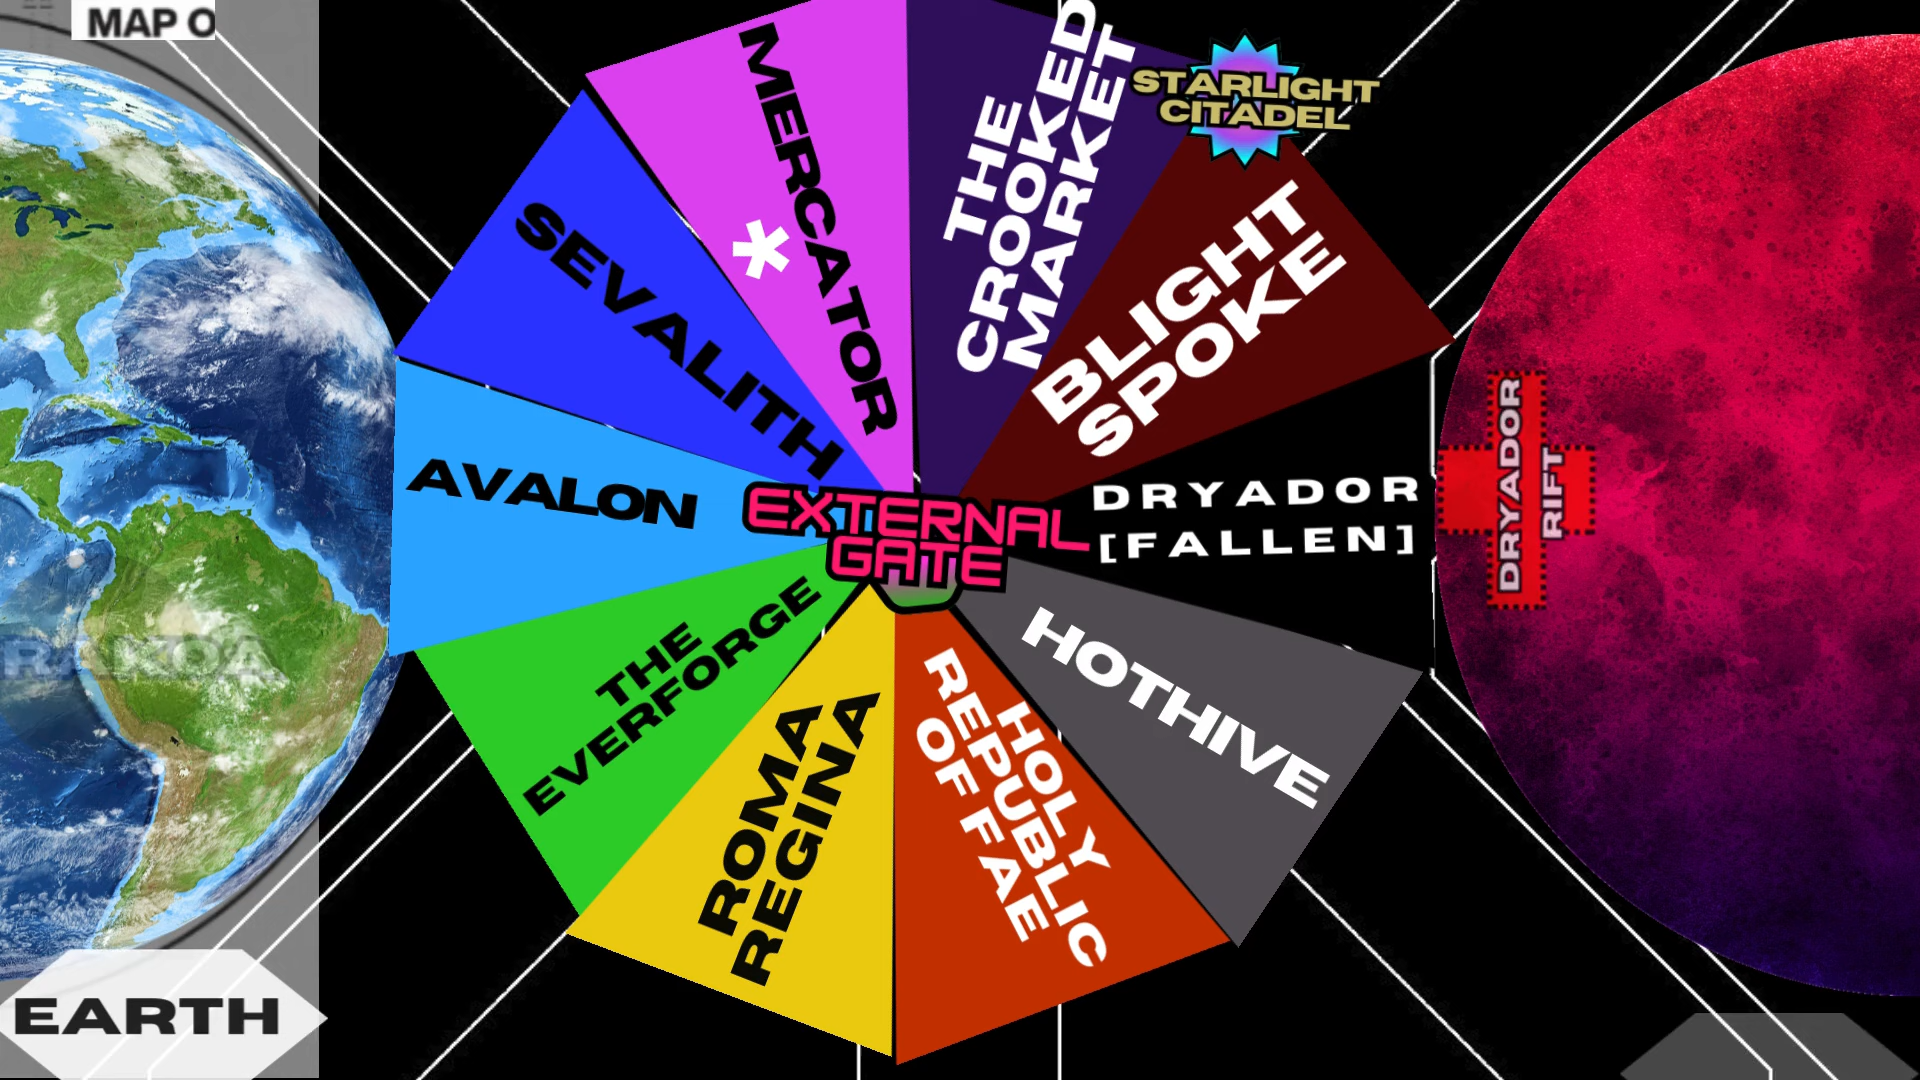 MAP O
MERCATOR
*
THE
CROOKED
MARKET
STARLIGHT
CITADEL
SEVALITH
BLIGHT
SPOKE
AVALON
EXTERNAL
GATE
DRYADOR
[FALLEN]
DRYADOR
RIFT
THE
EVERFORGE
HOTHIVE
RAKOA
ROMA
REGINA
HOLY
REPUBLIC
OF FAE
EARTH